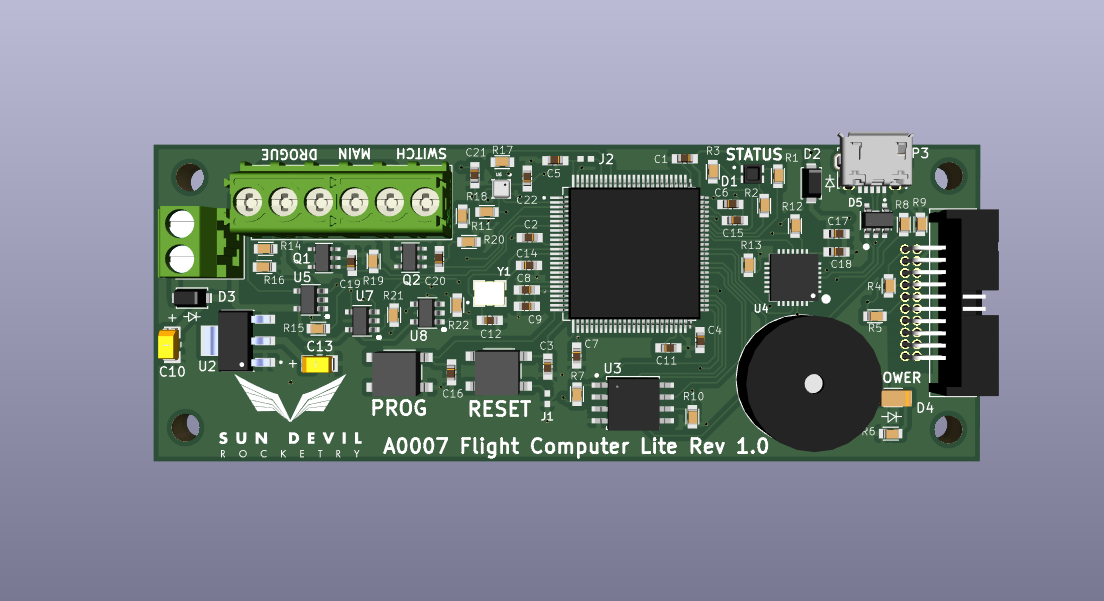 DROGUE MAIN SWITCH
C21 R17
C5
J2
C1
R3
STATUS
R1
D2
P3
R18
C22
R11
R20
D1
C6
R2
C15
R12
D5
R8 R9
C17
C18
R14
R16
Q1
C19
R19
Q2
C20
C2
C14
C8
C9
Y1
C12
R13
U4
R4
R5
D3
U5
R15
U7
R21
U8
R22
+
C10
U2
+
C13
C16
C3
C7
C11
C4
U3
R7
J1
R10
PROG
RESET
OWER
D4
R6
SUN DEVIL
ROCKETRY
A0007 Flight Computer Lite Rev 1.0